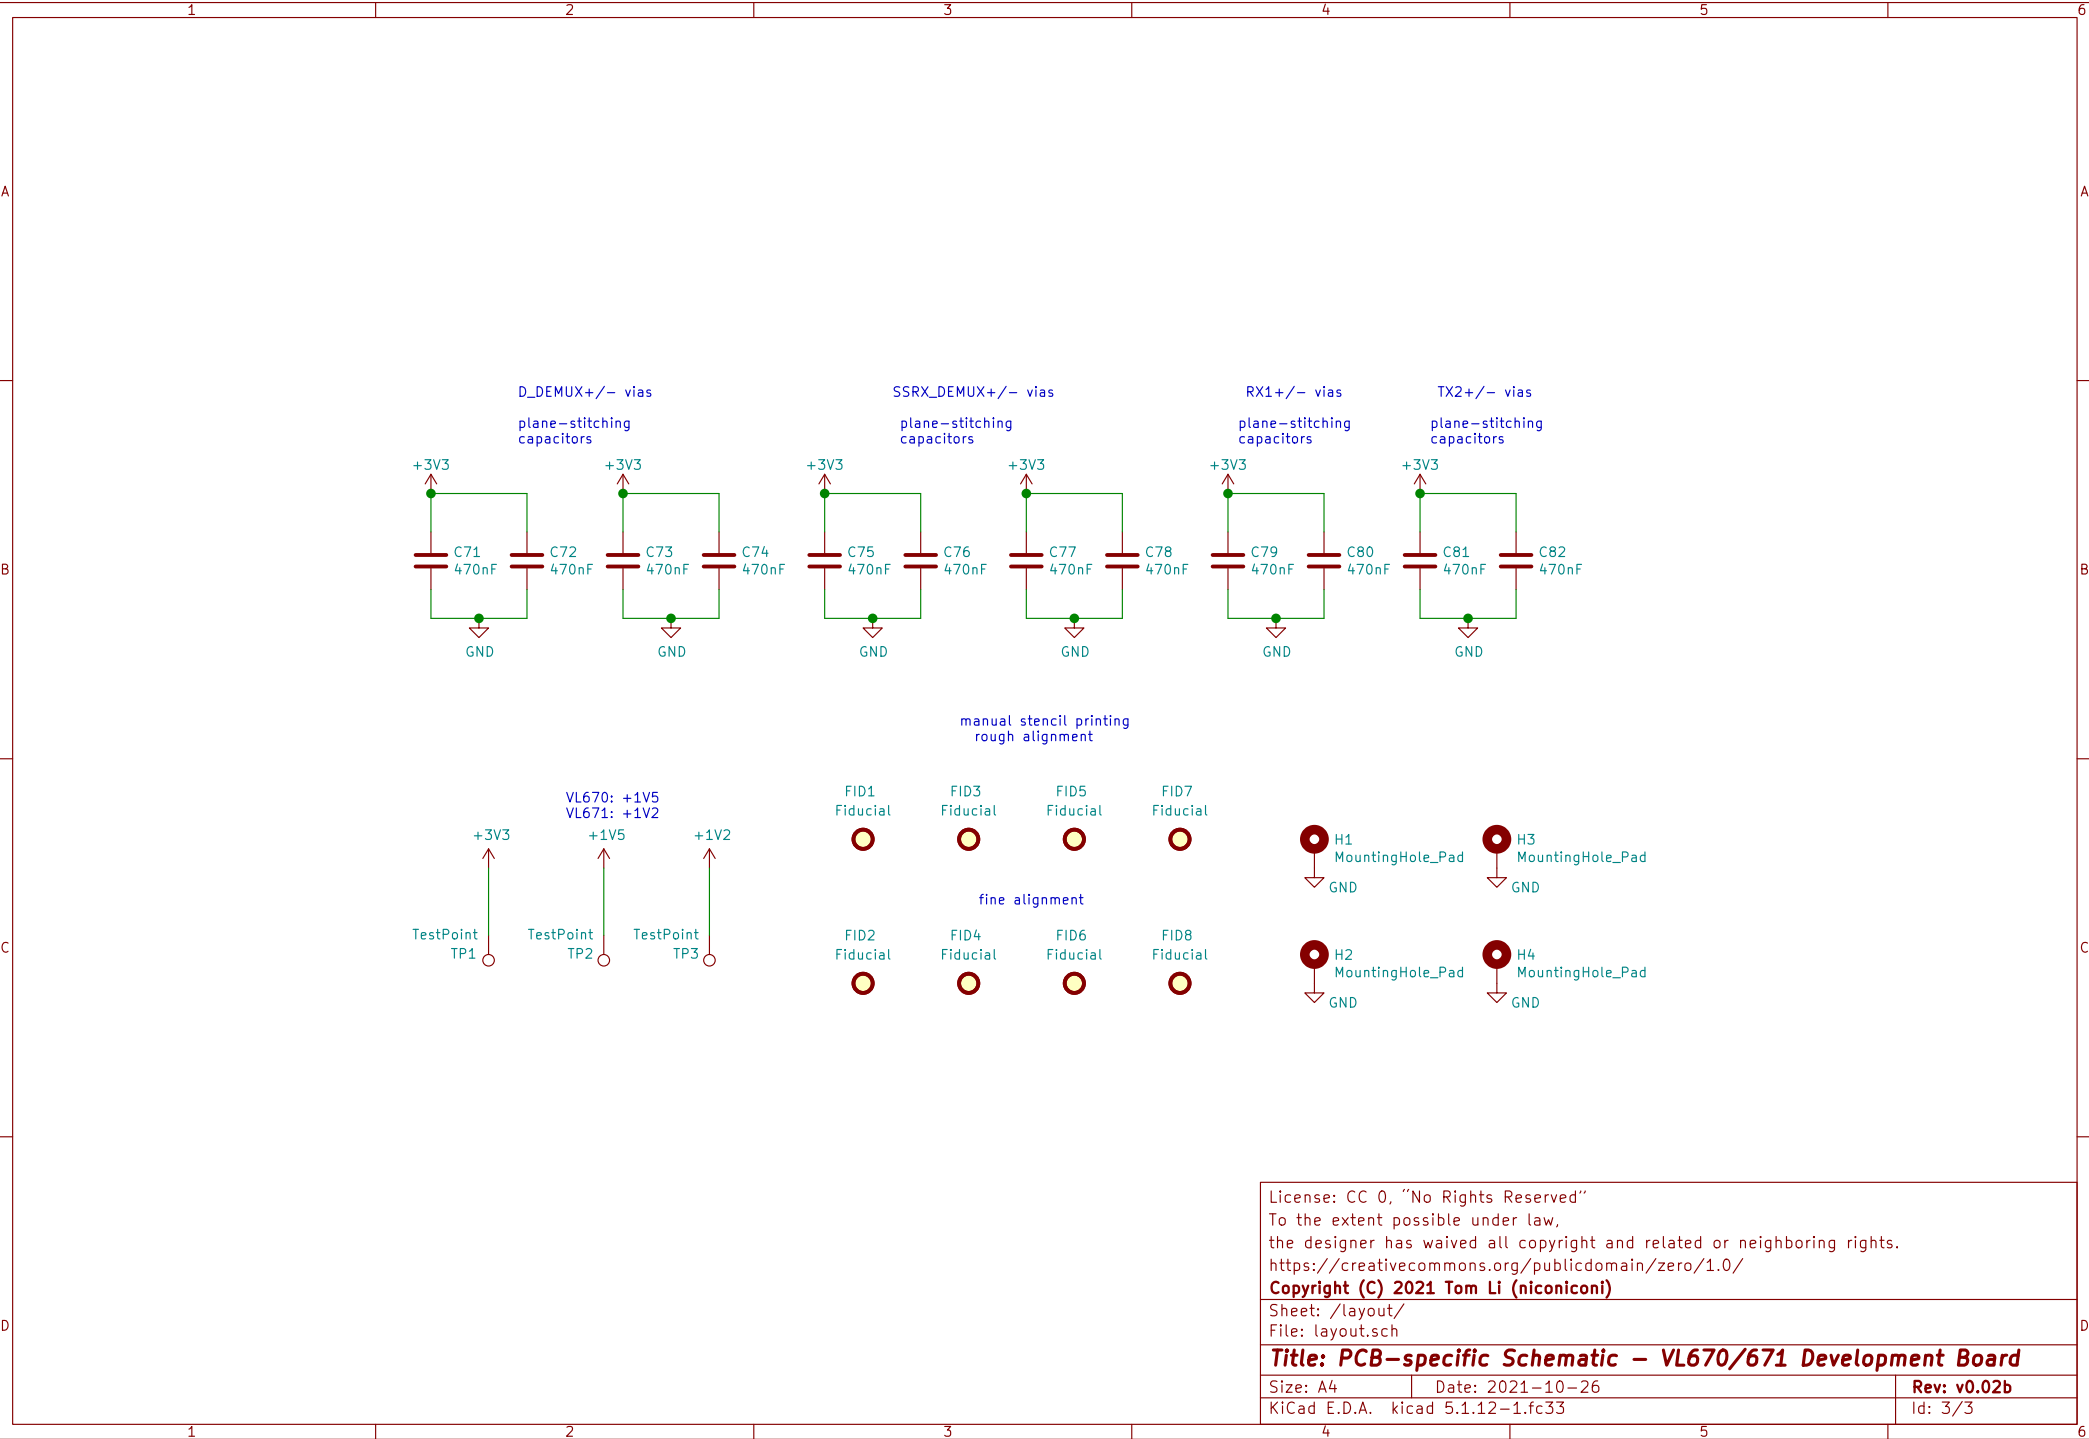 1 2 3 4 5 6
A A
D_DEMUX+/- vias SSRX_DEMUX+/- vias RX1+/- vias TX2+/- vias
plane-stitching plane-stitching plane-stitching plane-stitching
capacitors capacitors capacitors capacitors
+3V3 +3V3 +3V3 +3V3 +3V3 +3V3
C71 C72 C73 C74 C75 C76 C77 C78 C79 C80 C81 C82
B 470nF 470nF 470nF 470nF 470nF 470nF 470nF 470nF 470nF 470nF 470nF 470nF B
GND GND GND GND GND GND
manual stencil printing
rough alignment
FID1 FID3 FID5 FID7
VL670: +1V5
Fiducial Fiducial Fiducial Fiducial
VL671: +1V2
+3V3 +1V5 +1V2
H1 H3
MountingHole_Pad MountingHole_Pad
GND GND
fine alignment
TestPoint TestPoint TestPoint FID2 FID4 FID6 FID8
C C
TP1 TP2 TP3 Fiducial Fiducial Fiducial Fiducial H2 H4
MountingHole_Pad MountingHole_Pad
GND GND
License: CC 0, "No Rights Reserved"
To the extent possible under law,
the designer has waived all copyright and related or neighboring rights.
https://creativecommons.org/publicdomain/zero/1.0/
Copyright (C) 2021 Tom Li (niconiconi)
Sheet: /layout/
D D
File: layout.sch
Title: PCB-specific Schematic - VL670/671 Development Board
Size: A4 Date: 2021-10-26 Rev: v0.02b
KiCad E.D.A. kicad 5.1.12-1.fc33 Id: 3/3
1 2 3 4 5 6